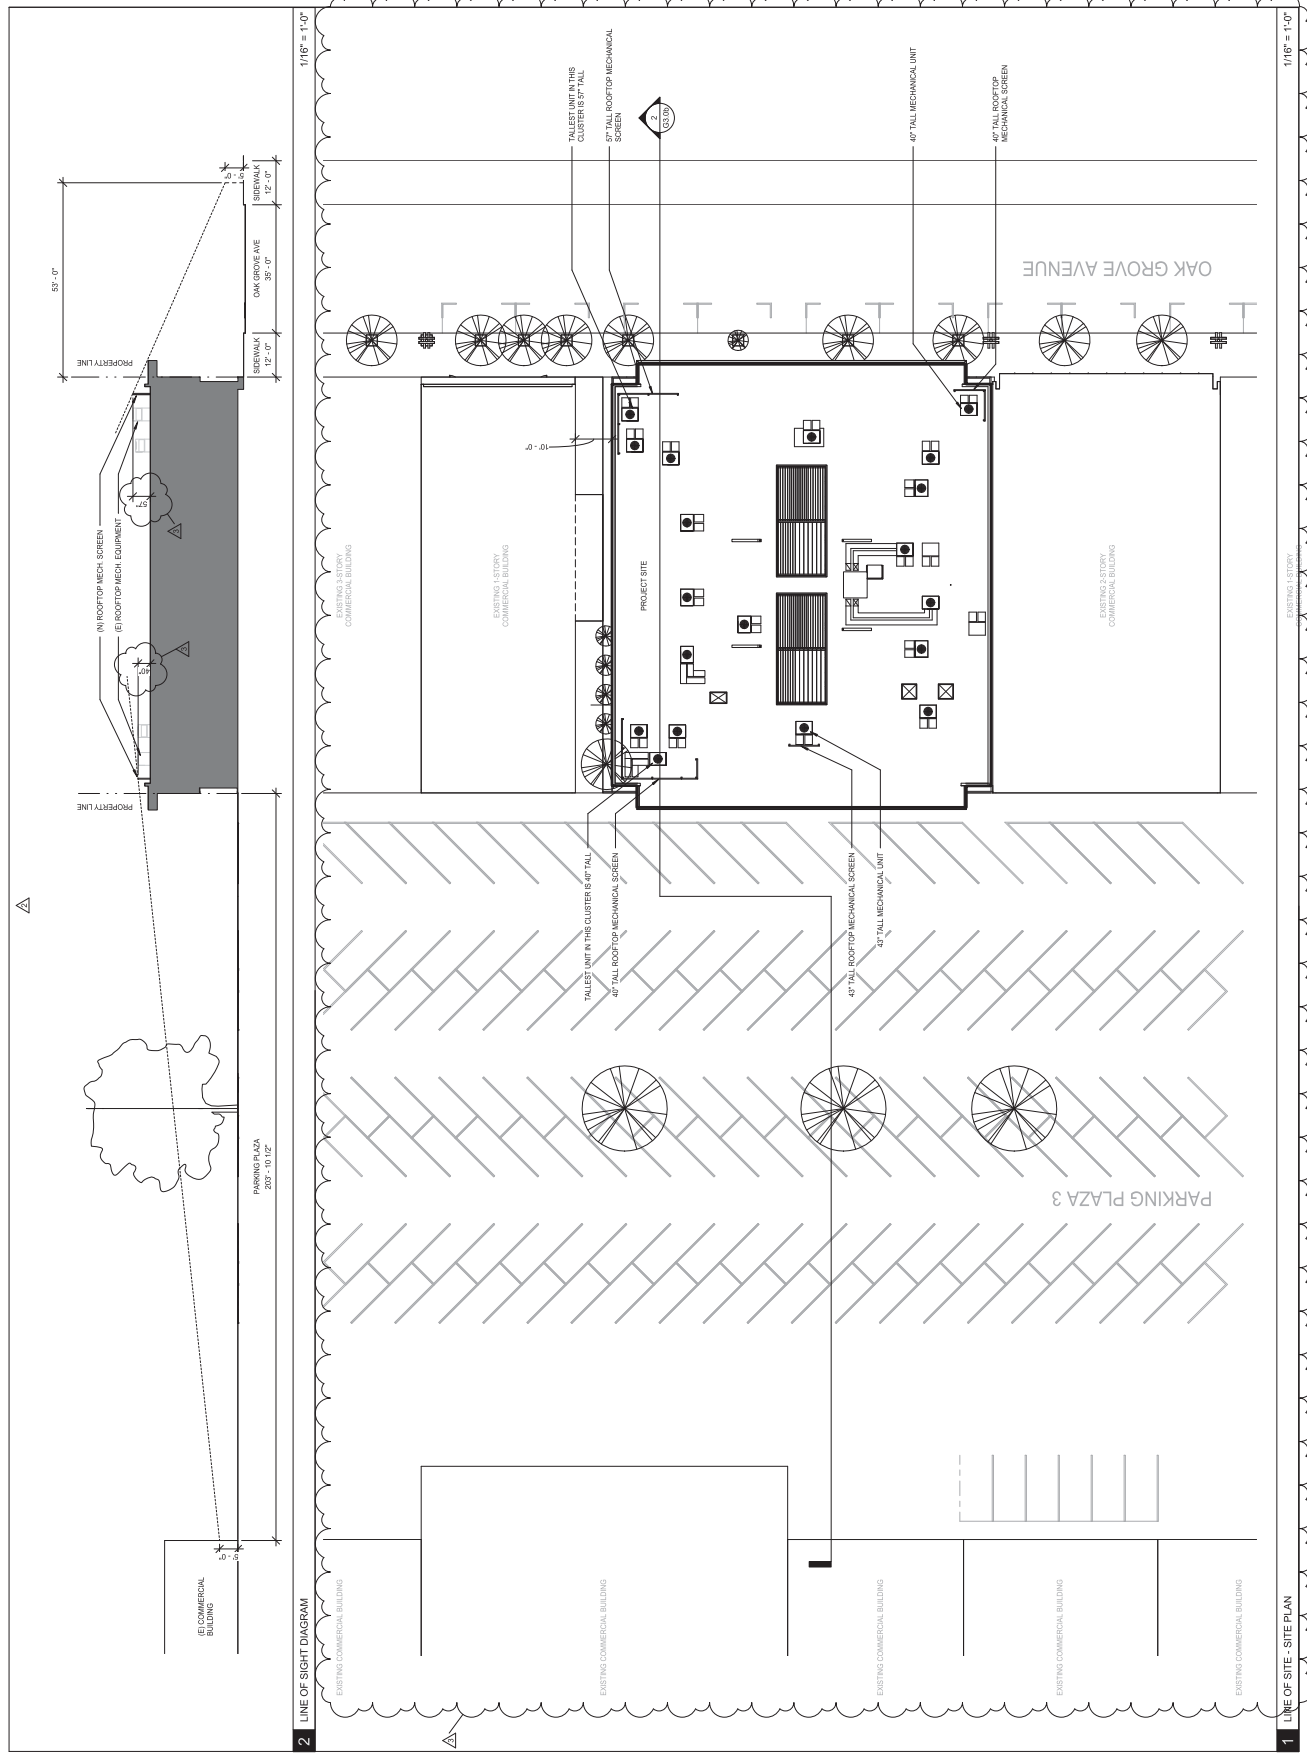 2
LINE OF SIGHT DIAGRAM
1/16" = 1'-0"
(E) COMMERCIAL
BUILDING
5' - 0"
PARKING PLAZA
203' - 10 1/2"
2
PROPERTY LINE
40"
3
57"
3
(N) ROOFTOP MECH. SCREEN
(E) ROOFTOP MECH. EQUIPMENT
PROPERTY LINE
53' - 0"
SIDEWALK
12' - 0"
OAK GROVE AVE
35' - 0"
SIDEWALK
12' - 0"
5' - 0"
1
LINE OF SITE - SITE PLAN
1/16" = 1'-0"
3
EXISTING COMMERCIAL BUILDING
EXISTING COMMERCIAL BUILDING
EXISTING COMMERCIAL BUILDING
EXISTING COMMERCIAL BUILDING
EXISTING COMMERCIAL BUILDING
PARKING PLAZA 3
TALLEST UNIT IN THIS CLUSTER IS 40" TALL
40" TALL ROOFTOP MECHANICAL SCREEN
43" TALL ROOFTOP MECHANICAL SCREEN
43" TALL MECHANICAL UNIT
EXISTING 3-STORY
COMMERCIAL BUILDING
EXISTING 1-STORY
COMMERCIAL BUILDING
PROJECT SITE
EXISTING 2-STORY
COMMERCIAL BUILDING
EXISTING 1-STORY
COMMERCIAL BUILDING
10' - 0"
OAK GROVE AVENUE
TALLEST UNIT IN THIS
CLUSTER IS 57" TALL
57" TALL ROOFTOP MECHANICAL
SCREEN
2
G3.0b
40" TALL MECHANICAL UNIT
40" TALL ROOFTOP
MECHANICAL SCREEN